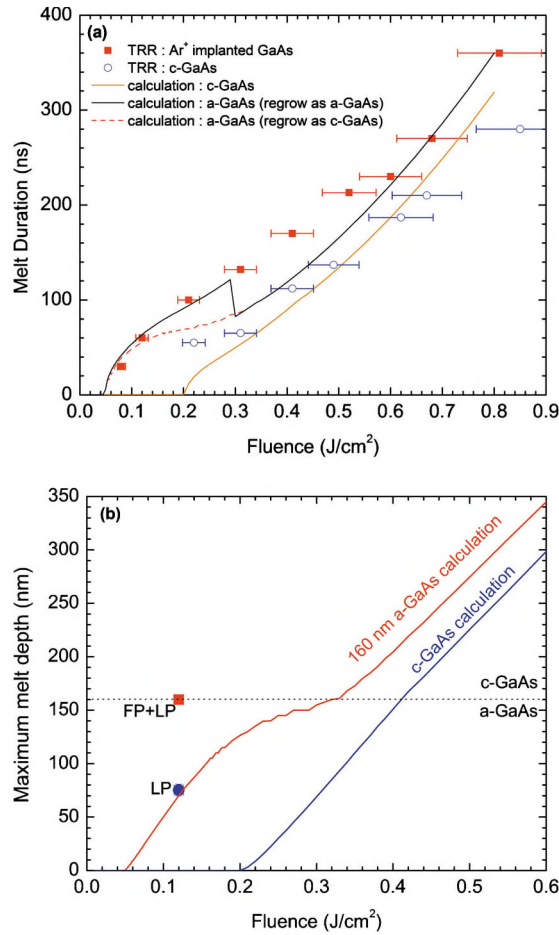 (a)
TRR : Ar⁺ implanted GaAs
TRR : c-GaAs
calculation : c-GaAs
calculation : a-GaAs (regrow as a-GaAs)
calculation : a-GaAs (regrow as c-GaAs)
400
300
200
100
0
Melt Duration (ns)
0.0 0.1 0.2 0.3 0.4 0.5 0.6 0.7 0.8 0.9
Fluence (J/cm²)
(b)
350
300
250
200
150
100
50
0
Maximum melt depth (nm)
160 nm a-GaAs calculation
c-GaAs calculation
c-GaAs
a-GaAs
FP+LP
LP
0.0 0.1 0.2 0.3 0.4 0.5 0.6
Fluence (J/cm²)